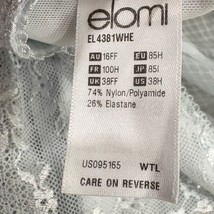 elomi
EL4381WHE
AU 16FF EU 85H
FR 100H JP 85I
UK 38FF US 38H
74% Nylon/Polyamide
26% Elastane
US095165 WTL
CARE ON REVERSE